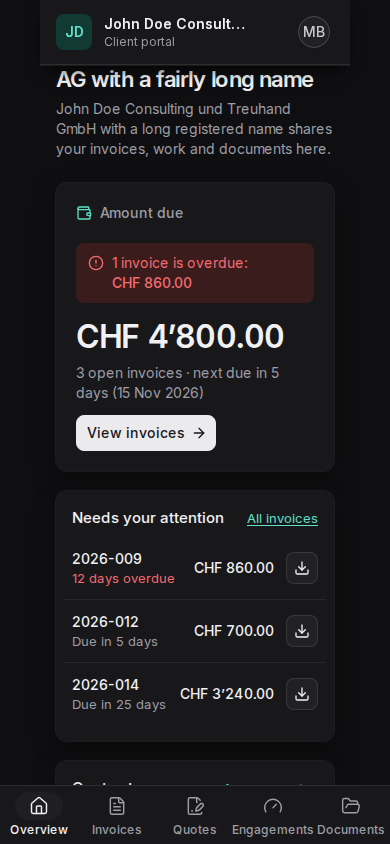 JD
John Doe Consult…
Client portal
MB
AG with a fairly long name
John Doe Consulting und Treuhand
GmbH with a long registered name shares
your invoices, work and documents here.
Amount due
1 invoice is overdue:
CHF 860.00
CHF 4’800.00
3 open invoices · next due in 5
days (15 Nov 2026)
View invoices
Needs your attention
All invoices
2026-009
12 days overdue
CHF 860.00
2026-012
Due in 5 days
CHF 700.00
2026-014
Due in 25 days
CHF 3’240.00
Overview
Invoices
Quotes
Engagements
Documents